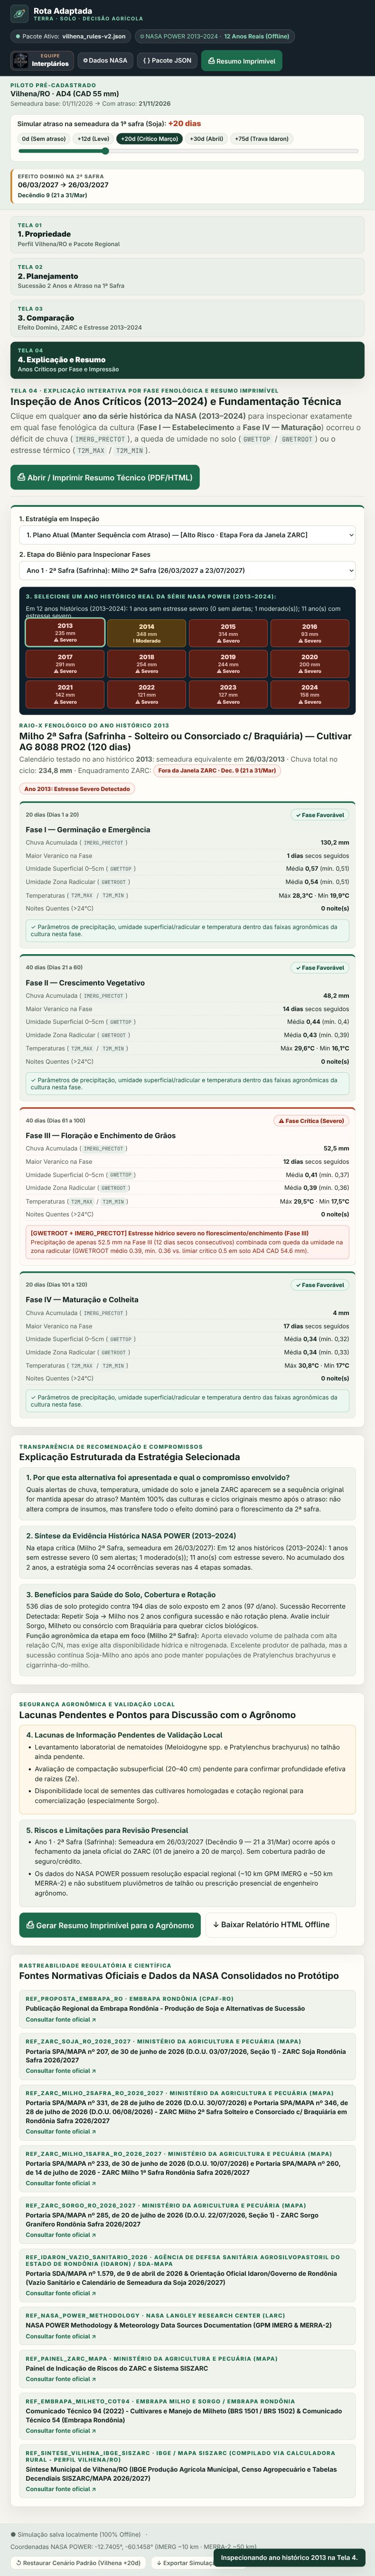 Rota Adaptada
TERRA · SOLO · DECISÃO AGRÍCOLA
Pacote Ativo: vilhena_rules-v2.json
NASA POWER 2013–2024 · 12 Anos Reais (Offline)
EQUIPE
Interplários
Dados NASA
{ } Pacote JSON
Resumo Imprimível
PILOTO PRÉ-CADASTRADO
Vilhena/RO · AD4 (CAD 55 mm)
Semeadura base: 01/11/2026 → Com atraso: 21/11/2026
Simular atraso na semeadura da 1ª safra (Soja): +20 dias
0d (Sem atraso)
+12d (Leve)
+20d (Crítico Março)
+30d (Abril)
+75d (Trava Idaron)
EFEITO DOMINÓ NA 2ª SAFRA
06/03/2027 → 26/03/2027
Decêndio 9 (21 a 31/Mar)
TELA 01
1. Propriedade
Perfil Vilhena/RO e Pacote Regional
TELA 02
2. Planejamento
Sucessão 2 Anos e Atraso na 1ª Safra
TELA 03
3. Comparação
Efeito Dominó, ZARC e Estresse 2013–2024
TELA 04
4. Explicação e Resumo
Anos Críticos por Fase e Impressão
TELA 04 · EXPLICAÇÃO INTERATIVA POR FASE FENOLÓGICA E RESUMO IMPRIMÍVEL
Inspeção de Anos Críticos (2013–2024) e Fundamentação Técnica
Clique em qualquer ano da série histórica da NASA (2013–2024) para inspecionar exatamente
em qual fase fenológica da cultura (Fase I — Estabelecimento a Fase IV — Maturação) ocorreu o
déficit de chuva ( IMERG_PRECTOT ), a queda de umidade no solo ( GWETTOP / GWETROOT ) ou o
estresse térmico ( T2M_MAX / T2M_MIN ).
Abrir / Imprimir Resumo Técnico (PDF/HTML)
1. Estratégia em Inspeção
1. Plano Atual (Manter Sequência com Atraso) — [Alto Risco · Etapa Fora da Janela ZARC]
2. Etapa do Biênio para Inspecionar Fases
Ano 1 · 2ª Safra (Safrinha): Milho 2ª Safra (26/03/2027 a 23/07/2027)
3. SELECIONE UM ANO HISTÓRICO REAL DA SÉRIE NASA POWER (2013–2024):
Em 12 anos históricos (2013–2024): 1 anos sem estresse severo (0 sem alertas; 1 moderado(s)); 11 ano(s) com
estresse severo
2013
235 mm
⚠ Severo
2014
346 mm
! Moderado
2015
314 mm
⚠ Severo
2016
93 mm
⚠ Severo
2017
291 mm
⚠ Severo
2018
254 mm
⚠ Severo
2019
244 mm
⚠ Severo
2020
200 mm
⚠ Severo
2021
142 mm
⚠ Severo
2022
121 mm
⚠ Severo
2023
127 mm
⚠ Severo
2024
158 mm
⚠ Severo
RAIO-X FENOLÓGICO DO ANO HISTÓRICO 2013
Milho 2ª Safra (Safrinha - Solteiro ou Consorciado c/ Braquiária) — Cultivar
AG 8088 PRO2 (120 dias)
Calendário testado no ano histórico 2013: semeadura equivalente em 26/03/2013 · Chuva total no
ciclo: 234,8 mm · Enquadramento ZARC: Fora da Janela ZARC · Dec. 9 (21 a 31/Mar)
Ano 2013: Estresse Severo Detectado
20 dias (Dias 1 a 20)
✓ Fase Favorável
Fase I — Germinação e Emergência
Chuva Acumulada ( IMERG_PRECTOT ) 130,2 mm
Maior Veranico na Fase 1 dias secos seguidos
Umidade Superficial 0–5cm ( GWETTOP ) Média 0,57 (mín. 0,51)
Umidade Zona Radicular ( GWETROOT ) Média 0,54 (mín. 0,51)
Temperaturas ( T2M_MAX / T2M_MIN ) Máx 28,3°C · Mín 19,9°C
Noites Quentes (>24°C) 0 noite(s)
✓ Parâmetros de precipitação, umidade superficial/radicular e temperatura dentro das faixas agronômicas da
cultura nesta fase.
40 dias (Dias 21 a 60)
✓ Fase Favorável
Fase II — Crescimento Vegetativo
Chuva Acumulada ( IMERG_PRECTOT ) 48,2 mm
Maior Veranico na Fase 14 dias secos seguidos
Umidade Superficial 0–5cm ( GWETTOP ) Média 0,44 (mín. 0,4)
Umidade Zona Radicular ( GWETROOT ) Média 0,43 (mín. 0,39)
Temperaturas ( T2M_MAX / T2M_MIN ) Máx 29,6°C · Mín 16,1°C
Noites Quentes (>24°C) 0 noite(s)
✓ Parâmetros de precipitação, umidade superficial/radicular e temperatura dentro das faixas agronômicas da
cultura nesta fase.
40 dias (Dias 61 a 100)
⚠ Fase Crítica (Severo)
Fase III — Floração e Enchimento de Grãos
Chuva Acumulada ( IMERG_PRECTOT ) 52,5 mm
Maior Veranico na Fase 12 dias secos seguidos
Umidade Superficial 0–5cm ( GWETTOP ) Média 0,41 (mín. 0,37)
Umidade Zona Radicular ( GWETROOT ) Média 0,39 (mín. 0,36)
Temperaturas ( T2M_MAX / T2M_MIN ) Máx 29,5°C · Mín 17,5°C
Noites Quentes (>24°C) 0 noite(s)
[GWETROOT + IMERG_PRECTOT] Estresse hídrico severo no florescimento/enchimento (Fase III)
Precipitação de apenas 52.5 mm na Fase III (12 dias secos consecutivos) combinada com queda da umidade na
zona radicular (GWETROOT médio 0.39, mín. 0.36 vs. limiar crítico 0.5 em solo AD4 CAD 54.6 mm).
20 dias (Dias 101 a 120)
✓ Fase Favorável
Fase IV — Maturação e Colheita
Chuva Acumulada ( IMERG_PRECTOT ) 4 mm
Maior Veranico na Fase 17 dias secos seguidos
Umidade Superficial 0–5cm ( GWETTOP ) Média 0,34 (mín. 0,32)
Umidade Zona Radicular ( GWETROOT ) Média 0,34 (mín. 0,33)
Temperaturas ( T2M_MAX / T2M_MIN ) Máx 30,8°C · Mín 17°C
Noites Quentes (>24°C) 0 noite(s)
✓ Parâmetros de precipitação, umidade superficial/radicular e temperatura dentro das faixas agronômicas da
cultura nesta fase.
TRANSPARÊNCIA DE RECOMENDAÇÃO E COMPROMISSOS
Explicação Estruturada da Estratégia Selecionada
1. Por que esta alternativa foi apresentada e qual o compromisso envolvido?
Quais alertas de chuva, temperatura, umidade do solo e janela ZARC aparecem se a sequência original
for mantida apesar do atraso? Mantém 100% das culturas e ciclos originais mesmo após o atraso: não
altera compra de insumos, mas transfere todo o efeito dominó para o florescimento da 2ª safra.
2. Síntese da Evidência Histórica NASA POWER (2013–2024)
Na etapa crítica (Milho 2ª Safra, semeadura em 26/03/2027): Em 12 anos históricos (2013–2024): 1 anos
sem estresse severo (0 sem alertas; 1 moderado(s)); 11 ano(s) com estresse severo. No acumulado dos
2 anos, a estratégia soma 24 ocorrências severas nas 4 etapas somadas.
3. Benefícios para Saúde do Solo, Cobertura e Rotação
536 dias de solo protegido contra 194 dias de solo exposto em 2 anos (97 d/ano). Sucessão Recorrente
Detectada: Repetir Soja → Milho nos 2 anos configura sucessão e não rotação plena. Avalie incluir
Sorgo, Milheto ou consórcio com Braquiária para quebrar ciclos biológicos.
Função agronômica da etapa em foco (Milho 2ª Safra): Aporta elevado volume de palhada com alta
relação C/N, mas exige alta disponibilidade hídrica e nitrogenada. Excelente produtor de palhada, mas a
sucessão contínua Soja-Milho ano após ano pode manter populações de Pratylenchus brachyurus e
cigarrinha-do-milho.
SEGURANÇA AGRONÔMICA E VALIDAÇÃO LOCAL
Lacunas Pendentes e Pontos para Discussão com o Agrônomo
4. Lacunas de Informação Pendentes de Validação Local
• Levantamento laboratorial de nematoides (Meloidogyne spp. e Pratylenchus brachyurus) no talhão
ainda pendente.
• Avaliação de compactação subsuperficial (20–40 cm) pendente para confirmar profundidade efetiva
de raízes (Ze).
• Disponibilidade local de sementes das cultivares homologadas e cotação regional para
comercialização (especialmente Sorgo).
5. Riscos e Limitações para Revisão Presencial
• Ano 1 · 2ª Safra (Safrinha): Semeadura em 26/03/2027 (Decêndio 9 — 21 a 31/Mar) ocorre após o
fechamento da janela oficial do ZARC (01 de janeiro a 20 de março). Sem cobertura padrão de
seguro/crédito.
• Os dados do NASA POWER possuem resolução espacial regional (~10 km GPM IMERG e ~50 km
MERRA-2) e não substituem pluviômetros de talhão ou prescrição presencial de engenheiro
agrônomo.
Gerar Resumo Imprimível para o Agrônomo
↓ Baixar Relatório HTML Offline
RASTREABILIDADE REGULATÓRIA E CIENTÍFICA
Fontes Normativas Oficiais e Dados da NASA Consolidados no Protótipo
REF_PROPOSTA_EMBRAPA_RO · EMBRAPA RONDÔNIA (CPAF-RO)
Publicação Regional da Embrapa Rondônia - Produção de Soja e Alternativas de Sucessão
Consultar fonte oficial ↗
REF_ZARC_SOJA_RO_2026_2027 · MINISTÉRIO DA AGRICULTURA E PECUÁRIA (MAPA)
Portaria SPA/MAPA nº 207, de 30 de junho de 2026 (D.O.U. 03/07/2026, Seção 1) - ZARC Soja Rondônia
Safra 2026/2027
Consultar fonte oficial ↗
REF_ZARC_MILHO_2SAFRA_RO_2026_2027 · MINISTÉRIO DA AGRICULTURA E PECUÁRIA (MAPA)
Portaria SPA/MAPA nº 331, de 28 de julho de 2026 (D.O.U. 30/07/2026) e Portaria SPA/MAPA nº 346, de
28 de julho de 2026 (D.O.U. 06/08/2026) - ZARC Milho 2ª Safra Solteiro e Consorciado c/ Braquiária em
Rondônia Safra 2026/2027
Consultar fonte oficial ↗
REF_ZARC_MILHO_1SAFRA_RO_2026_2027 · MINISTÉRIO DA AGRICULTURA E PECUÁRIA (MAPA)
Portaria SPA/MAPA nº 233, de 30 de junho de 2026 (D.O.U. 10/07/2026) e Portaria SPA/MAPA nº 260,
de 14 de julho de 2026 - ZARC Milho 1ª Safra Rondônia Safra 2026/2027
Consultar fonte oficial ↗
REF_ZARC_SORGO_RO_2026_2027 · MINISTÉRIO DA AGRICULTURA E PECUÁRIA (MAPA)
Portaria SPA/MAPA nº 285, de 20 de julho de 2026 (D.O.U. 22/07/2026, Seção 1) - ZARC Sorgo
Granífero Rondônia Safra 2026/2027
Consultar fonte oficial ↗
REF_IDARON_VAZIO_SANITARIO_2026 · AGÊNCIA DE DEFESA SANITÁRIA AGROSILVOPASTORIL DO
ESTADO DE RONDÔNIA (IDARON) / SDA-MAPA
Portaria SDA/MAPA nº 1.579, de 9 de abril de 2026 & Orientação Oficial Idaron/Governo de Rondônia
(Vazio Sanitário e Calendário de Semeadura da Soja 2026/2027)
Consultar fonte oficial ↗
REF_NASA_POWER_METHODOLOGY · NASA LANGLEY RESEARCH CENTER (LARC)
NASA POWER Methodology & Meteorology Data Sources Documentation (GPM IMERG & MERRA-2)
Consultar fonte oficial ↗
REF_PAINEL_ZARC_MAPA · MINISTÉRIO DA AGRICULTURA E PECUÁRIA (MAPA)
Painel de Indicação de Riscos do ZARC e Sistema SISZARC
Consultar fonte oficial ↗
REF_EMBRAPA_MILHETO_COT94 · EMBRAPA MILHO E SORGO / EMBRAPA RONDÔNIA
Comunicado Técnico 94 (2022) - Cultivares e Manejo de Milheto (BRS 1501 / BRS 1502) & Comunicado
Técnico 54 (Embrapa Rondônia)
Consultar fonte oficial ↗
REF_SINTESE_VILHENA_IBGE_SISZARC · IBGE / MAPA SISZARC (COMPILADO VIA CALCULADORA
RURAL - PERFIL VILHENA/RO)
Síntese Municipal de Vilhena/RO (IBGE Produção Agrícola Municipal, Censo Agropecuário e Tabelas
Decendiais SISZARC/MAPA 2026/2027)
Consultar fonte oficial ↗
Simulação salva localmente (100% Offline) ·
Coordenadas NASA POWER: -12.7405°, -60.1458° (IMERG ~10 km · MERRA-2 ~50 km)
Restaurar Cenário Padrão (Vilhena +20d)
↓ Exportar Simulaçã
Inspecionando ano histórico 2013 na Tela 4.